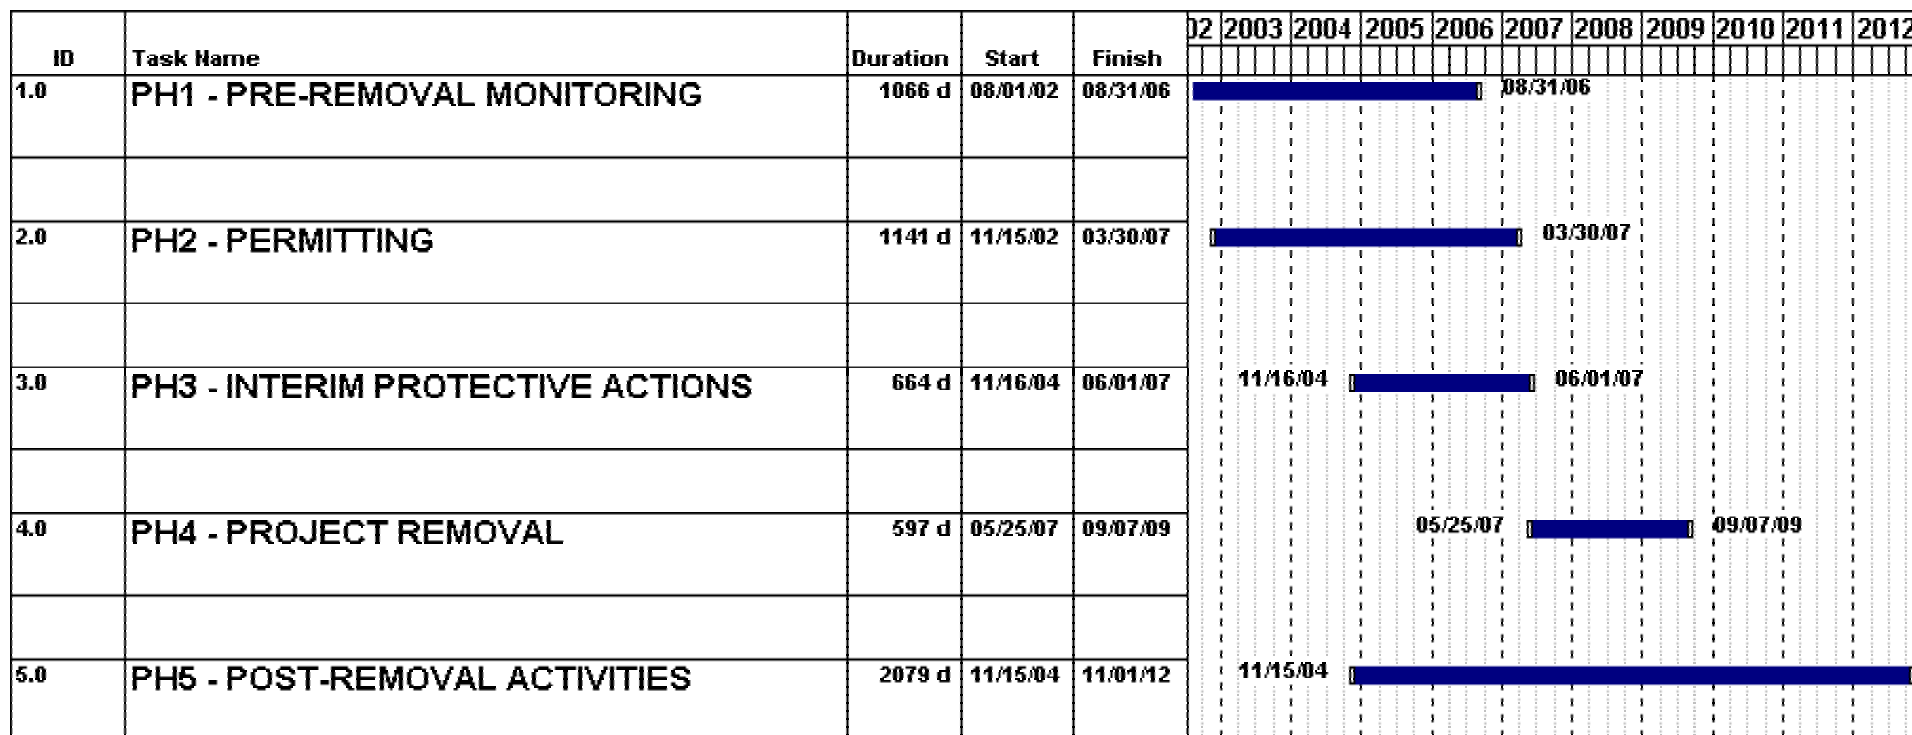 02 2003 2004 2005 2006 2007 2008 2009 2010 2011 2012
ID Task Name Duration Start Finish
1.0 PH1 - PRE-REMOVAL MONITORING 1066 d 08/01/02 08/31/06 08/31/06
2.0 PH2 - PERMITTING 1141 d 11/15/02 03/30/07 03/30/07
3.0 PH3 - INTERIM PROTECTIVE ACTIONS 664 d 11/16/04 06/01/07 11/16/04 06/01/07
4.0 PH4 - PROJECT REMOVAL 597 d 05/25/07 09/07/09 05/25/07 09/07/09
5.0 PH5 - POST-REMOVAL ACTIVITIES 2079 d 11/15/04 11/01/12 11/15/04